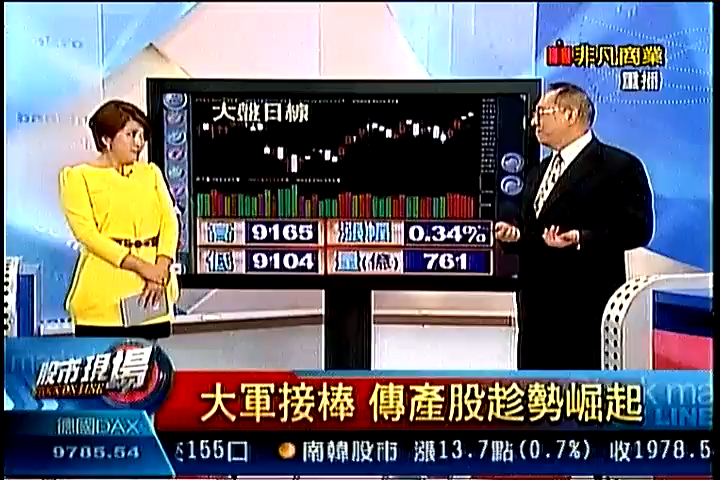 非凡商業
重播
大盤日線
高 9165 漲幅 0.34%
低 9104 量(億) 761
股市現場
大軍接棒 傳產股趁勢崛起
德國DAX
9785.54
155口 南韓股市 漲13.7點(0.7%) 收1978.5